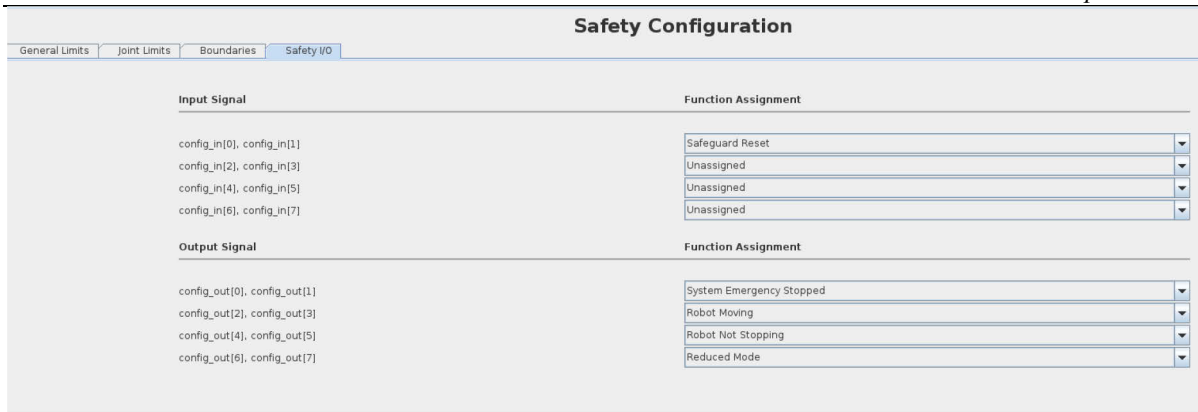 Safety Configuration
General Limits Joint Limits Boundaries Safety I/O
Input Signal Function Assignment
config_in[0], config_in[1] Safeguard Reset
config_in[2], config_in[3] Unassigned
config_in[4], config_in[5] Unassigned
config_in[6], config_in[7] Unassigned
Output Signal Function Assignment
config_out[0], config_out[1] System Emergency Stopped
config_out[2], config_out[3] Robot Moving
config_out[4], config_out[5] Robot Not Stopping
config_out[6], config_out[7] Reduced Mode